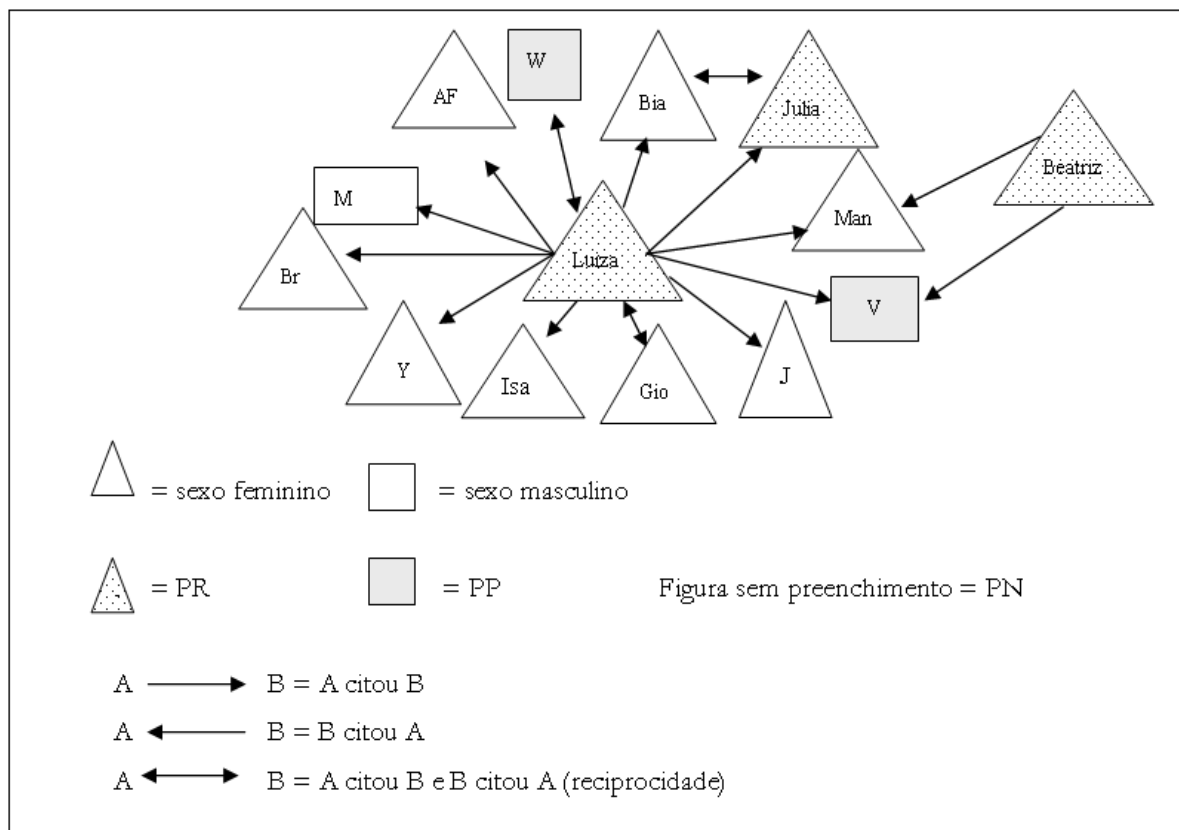 W
AF
Bia
Julia
Beatriz
M
Man
Luiza
Br
V
Y
Isa
Gio
J
= sexo feminino
= sexo masculino
= PR
= PP
Figura sem preenchimento = PN
A B = A citou B
A B = B citou A
A B = A citou B e B citou A (reciprocidade)